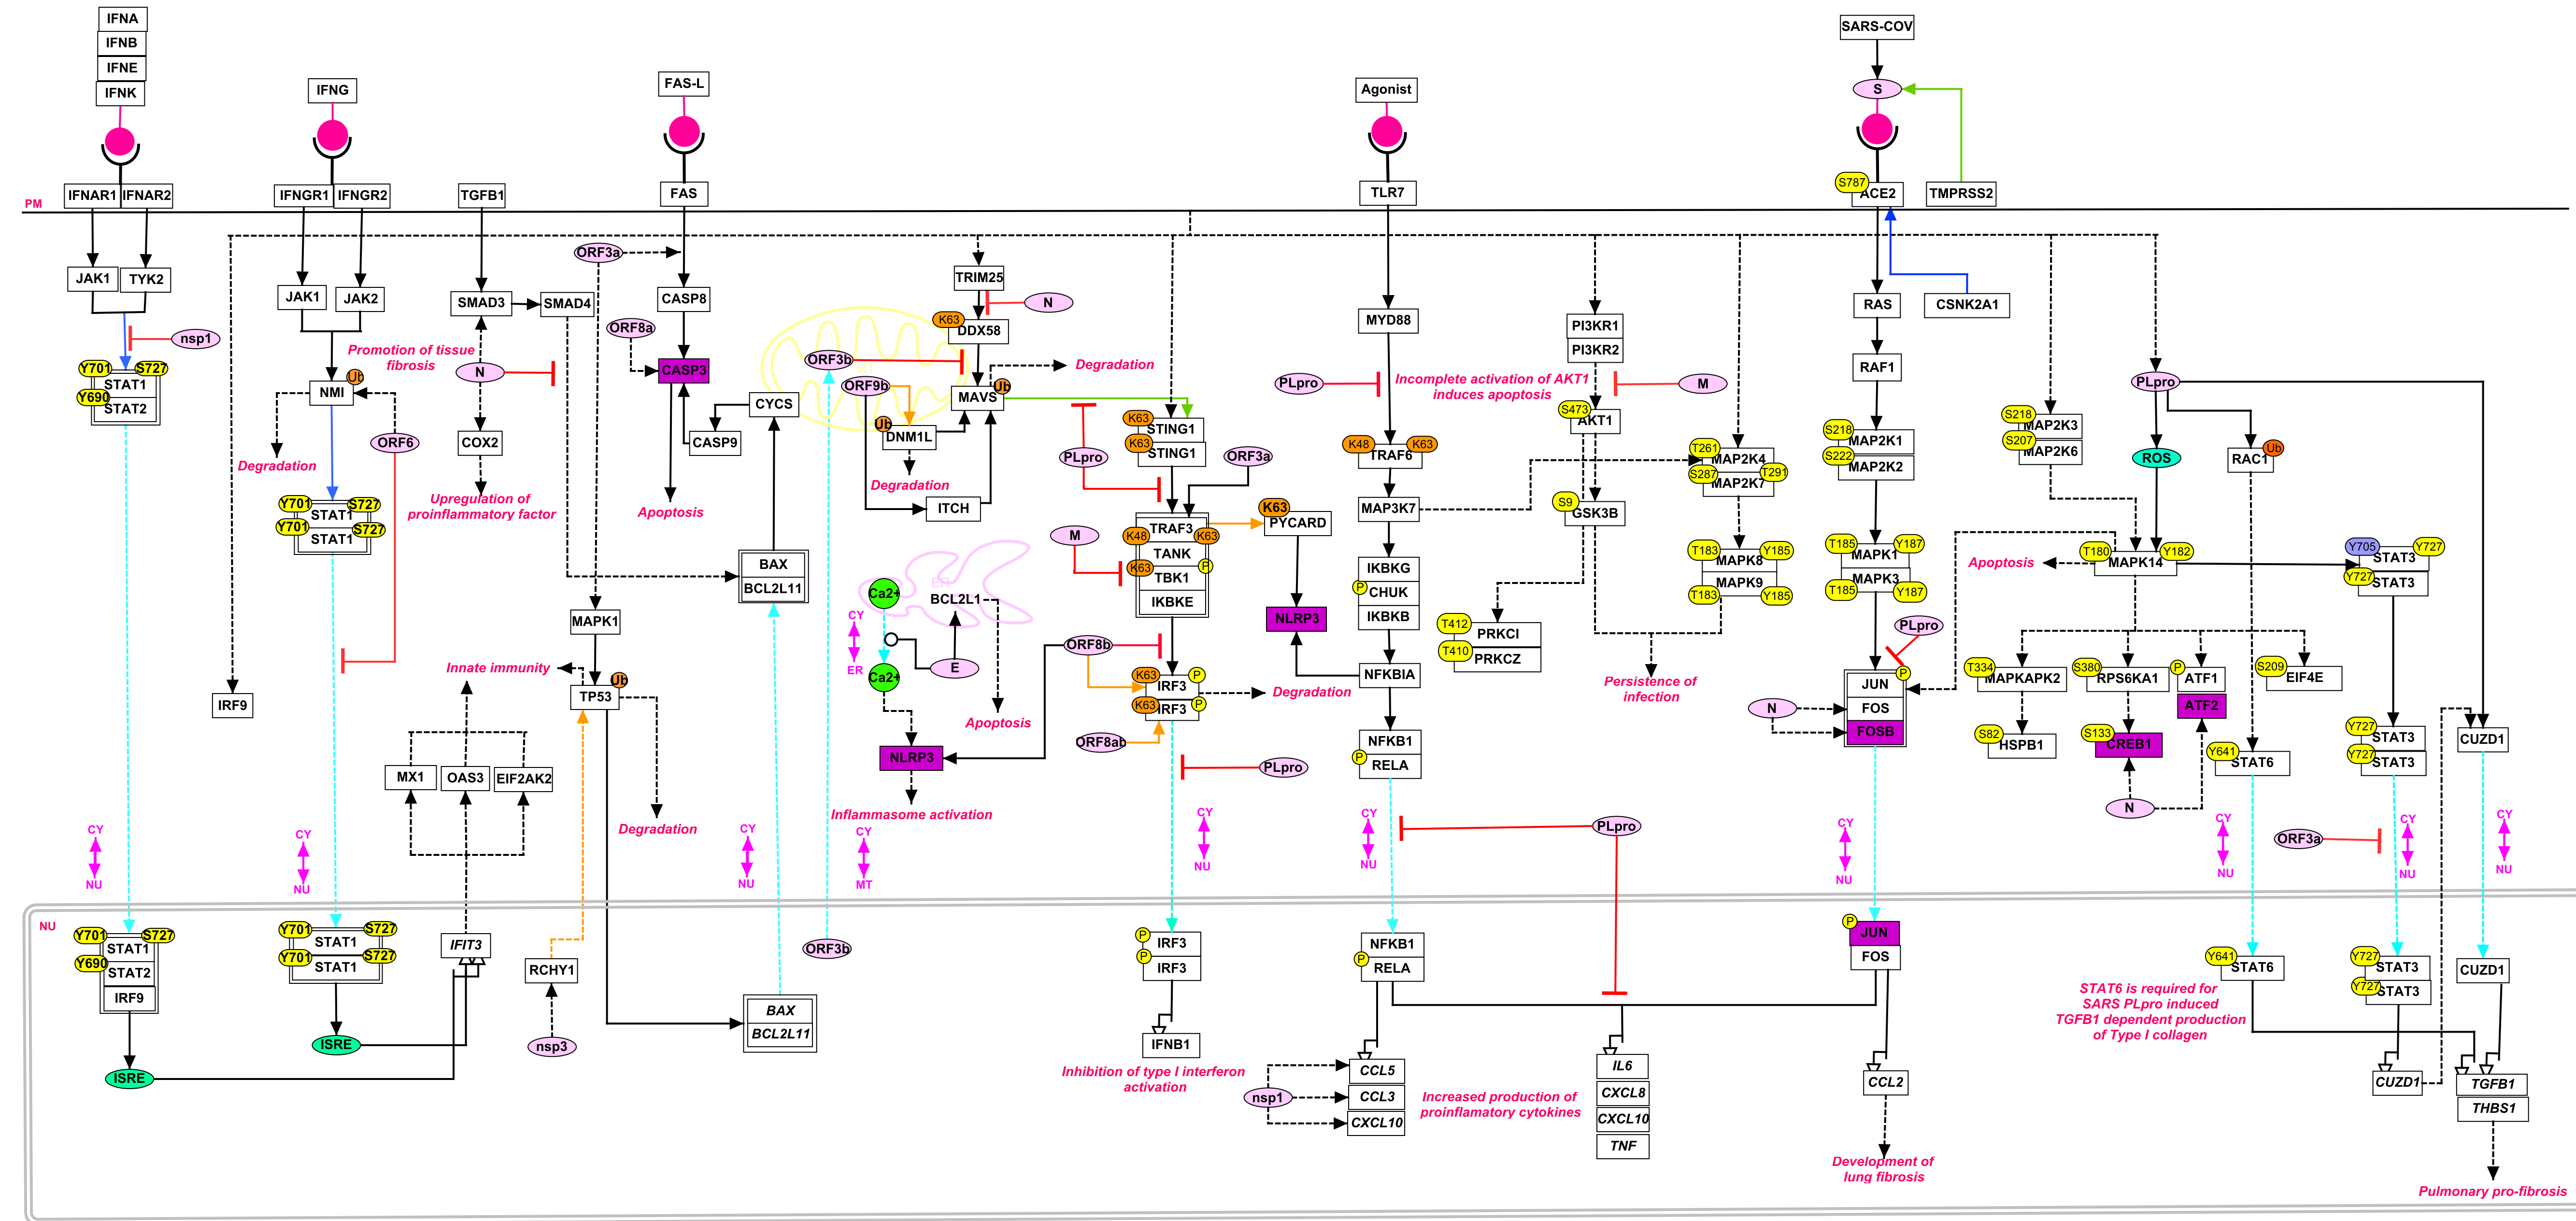 IFNA
IFNB
IFNE
IFNK
IFNG
FAS-L
Agonist
SARS-COV
S
IFNAR1
IFNAR2
IFNGR1
IFNGR2
TGFB1
FAS
TLR7
S787
ACE2
TMPRSS2
PM
JAK1
TYK2
JAK1
JAK2
SMAD3
SMAD4
ORF3a
CASP8
TRIM25
N
MYD88
PI3KR1
PI3KR2
RAS
CSNK2A1
nsp1
Y701
S727
STAT1
Y690
STAT2
Promotion of tissue
fibrosis
N
ORF8a
CASP3
K63
DDX58
ORF3b
ORF9b
Degradation
MAVS
Ub
PLpro
Incomplete activation of AKT1
induces apoptosis
M
RAF1
PLpro
NMI
Ub
ORF6
Degradation
COX2
CYCS
CASP9
Ub
DNM1L
Degradation
ITCH
PLpro
K63
STING1
K63
STING1
ORF3a
K48
K63
TRAF6
S473
AKT1
T261
MAP2K4
S287
T291
MAP2K7
S218
MAP2K1
S222
MAP2K2
S218
MAP2K3
S207
MAP2K6
ROS
Ub
RAC1
Y701
S727
STAT1
Y701
S727
STAT1
Upregulation of
proinflammatory factor
Apoptosis
M
TRAF3
K48
K63
TANK
K63
P
TBK1
IKBKE
K63
PYCARD
NLRP3
MAP3K7
IKBKG
P
CHUK
IKBKB
S9
GSK3B
T183
Y185
MAPK8
MAPK9
T183
Y185
T185
Y187
MAPK1
MAPK3
T185
Y187
Apoptosis
T180
Y182
MAPK14
Y705
Y727
STAT3
Y727
STAT3
BAX
BCL2L11
Ca2+
ER
BCL2L1
CY
ER
Ca2+
E
Apoptosis
MAPK1
Innate immunity
Ub
TP53
Degradation
IRF9
MX1
OAS3
EIF2AK2
NLRP3
Inflammasome activation
ORF8b
K63
P
IRF3
K63
P
IRF3
Degradation
ORF8ab
PLpro
NFKBIA
NFKB1
P
RELA
T412
PRKCI
T410
PRKCZ
Persistence of
infection
PLpro
P
JUN
FOS
FOSB
N
T334
MAPKAPK2
S380
RPS6KA1
P
ATF1
ATF2
S209
EIF4E
S82
HSPB1
S133
CREB1
N
Y641
STAT6
Y727
STAT3
Y727
STAT3
CUZD1
CY
NU
CY
NU
CY
NU
CY
MT
CY
NU
CY
NU
PLpro
CY
NU
CY
NU
ORF3a
CY
NU
CY
NU
NU
Y701
S727
STAT1
Y690
STAT2
IRF9
ISRE
Y701
S727
STAT1
Y701
S727
STAT1
ISRE
IFIT3
RCHY1
nsp3
ORF3b
BAX
BCL2L11
P
IRF3
P
IRF3
IFNB1
Inhibition of type I interferon
activation
NFKB1
P
RELA
nsp1
CCL5
CCL3
CXCL10
Increased production of
proinflamatory cytokines
IL6
CXCL8
CXCL10
TNF
P
JUN
FOS
CCL2
Development of
lung fibrosis
STAT6 is required for
SARS PLpro induced
TGFB1 dependent production
of Type I collagen
Y641
STAT6
Y727
STAT3
Y727
STAT3
CUZD1
CUZD1
TGFB1
THBS1
Pulmonary pro-fibrosis